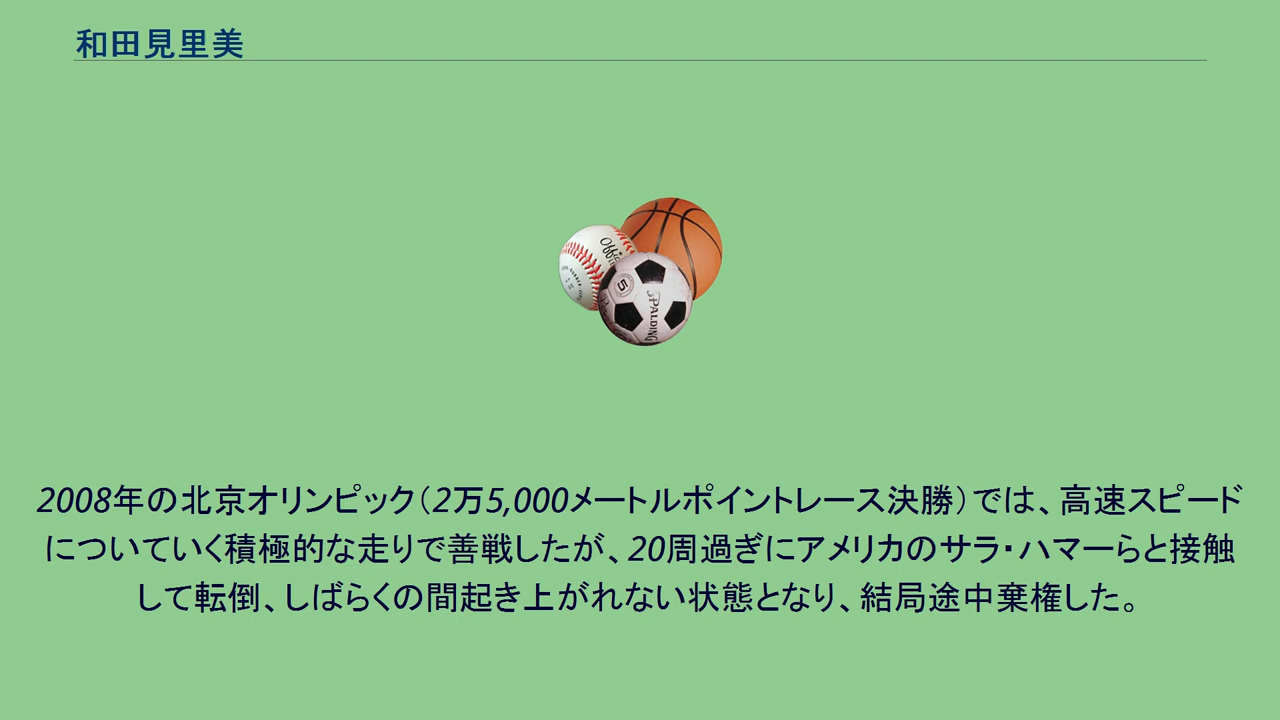 和田見里美
Offic
5
SPALDING
2008年の北京オリンピック（2万5,000メートルポイントレース決勝）では、高速スピード
についていく積極的な走りで善戦したが、20周過ぎにアメリカのサラ・ハマーらと接触
して転倒、しばらくの間起き上がれない状態となり、結局途中棄権した。